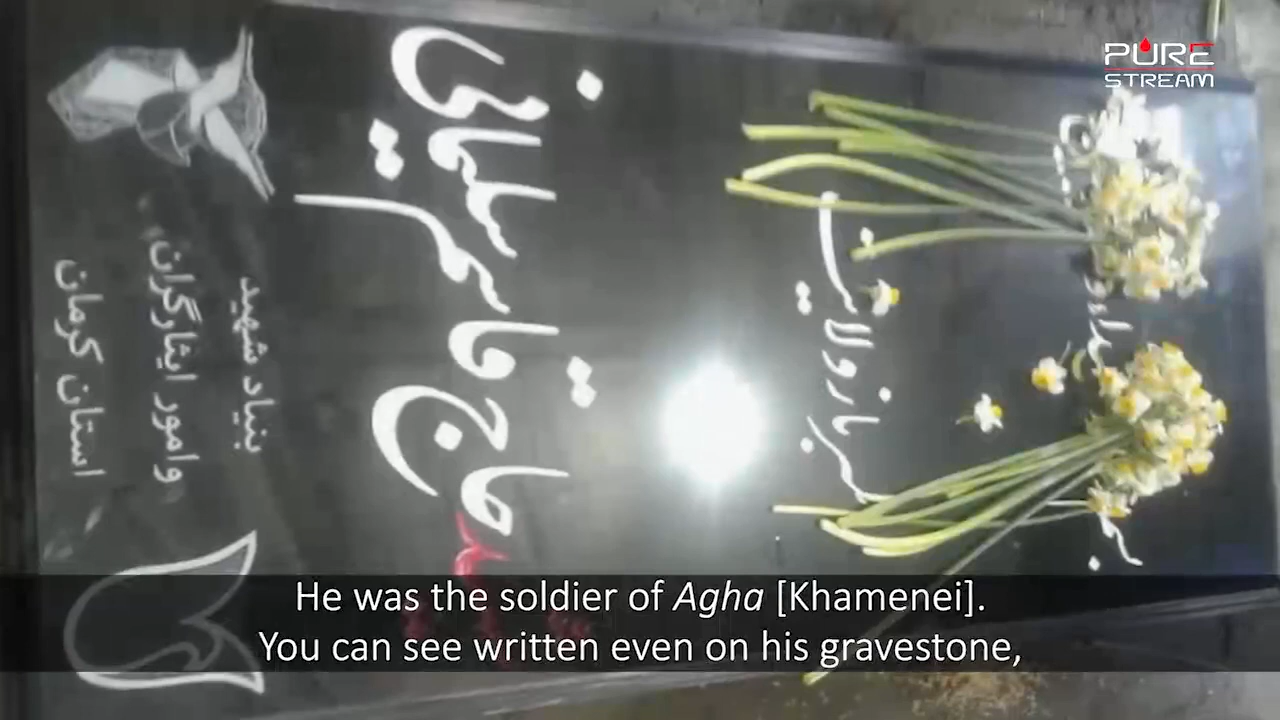 PURE
STREAM
سرباز ولایت
حاج قاسم سلیمانی
بنیاد شهید
وامور ایثارگران
استان کرمان
He was the soldier of Agha [Khamenei].
You can see written even on his gravestone,